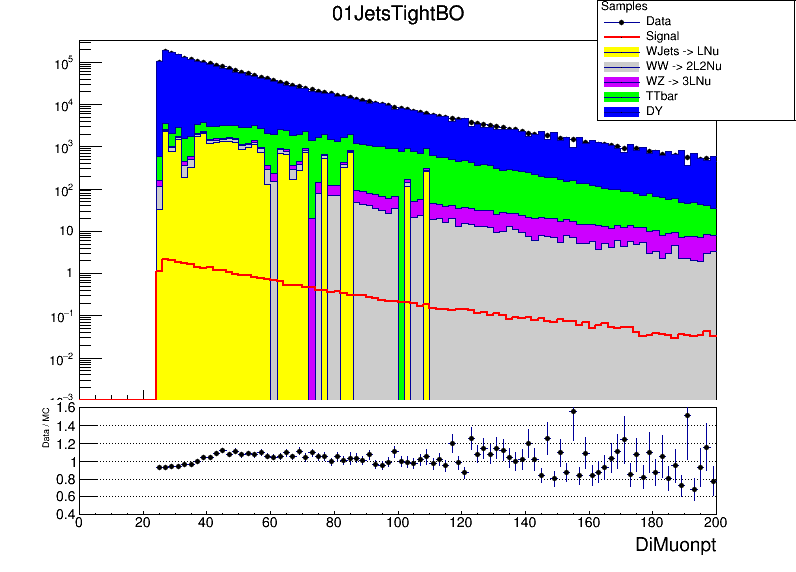 01JetsTightBO
Samples
Data
Signal
WJets -> LNu
WW -> 2L2Nu
WZ -> 3LNu
TTbar
DY
10^5
10^4
10^3
10^2
10
1
10^-1
10^-2
Data / MC
1.6
1.4
1.2
1
0.8
0.6
0.4
0 20 40 60 80 100 120 140 160 180 200
DiMuonpt